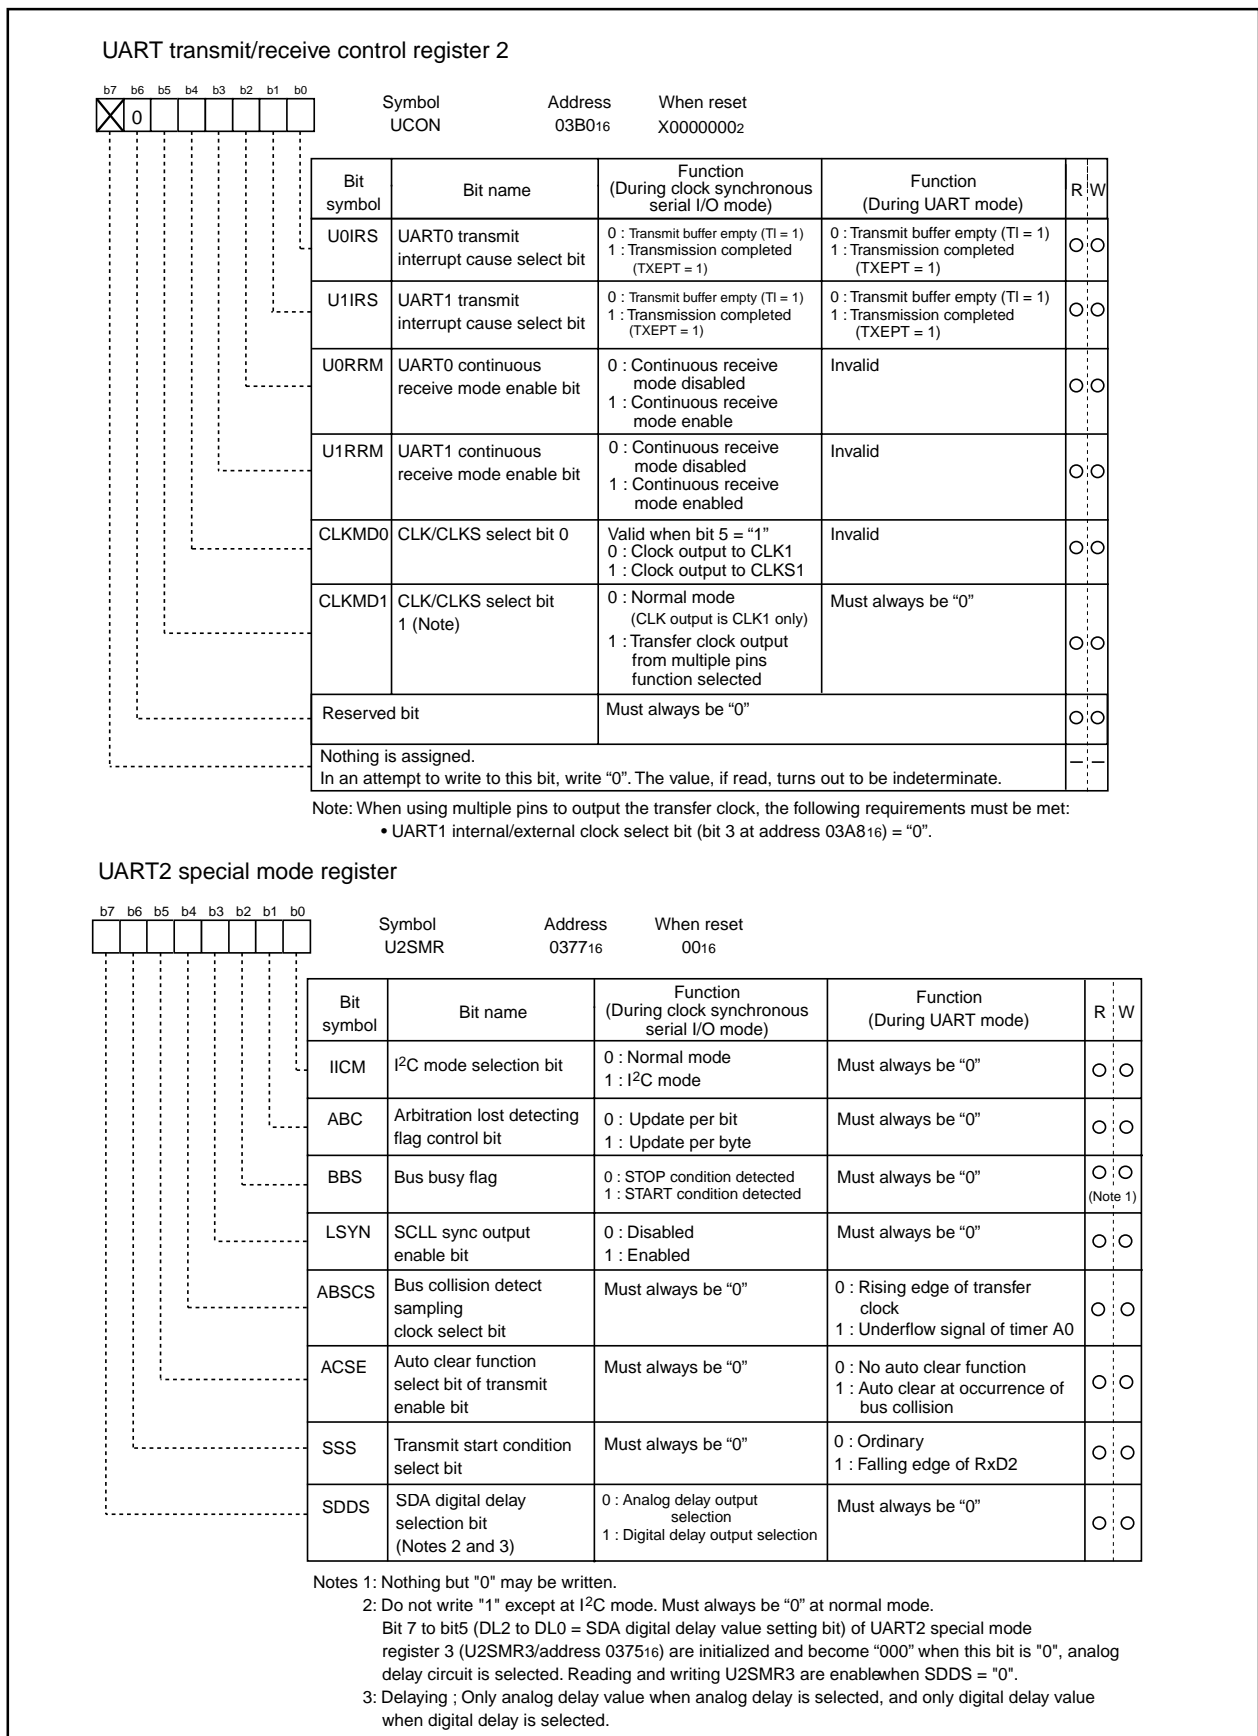 UART transmit/receive control register 2
b7 b6 b5 b4 b3 b2 b1 b0
0
Symbol Address When reset
UCON 03B016 X00000002
Bit symbol
Bit name
Function
(During clock synchronous
serial I/O mode)
Function
(During UART mode)
R W
U0IRS
UART0 transmit
interrupt cause select bit
0 : Transmit buffer empty (TI = 1)
1 : Transmission completed
(TXEPT = 1)
0 : Transmit buffer empty (TI = 1)
1 : Transmission completed
(TXEPT = 1)
U1IRS
UART1 transmit
interrupt cause select bit
0 : Transmit buffer empty (TI = 1)
1 : Transmission completed
(TXEPT = 1)
0 : Transmit buffer empty (TI = 1)
1 : Transmission completed
(TXEPT = 1)
U0RRM
UART0 continuous
receive mode enable bit
0 : Continuous receive
mode disabled
1 : Continuous receive
mode enable
Invalid
U1RRM
UART1 continuous
receive mode enable bit
0 : Continuous receive
mode disabled
1 : Continuous receive
mode enabled
Invalid
CLKMD0
CLK/CLKS select bit 0
Valid when bit 5 = “1”
0 : Clock output to CLK1
1 : Clock output to CLKS1
Invalid
CLKMD1
CLK/CLKS select bit
1 (Note)
0 : Normal mode
(CLK output is CLK1 only)
1 : Transfer clock output
from multiple pins
function selected
Must always be “0”
Reserved bit
Must always be “0”
Nothing is assigned.
In an attempt to write to this bit, write “0”. The value, if read, turns out to be indeterminate.
Note: When using multiple pins to output the transfer clock, the following requirements must be met:
• UART1 internal/external clock select bit (bit 3 at address 03A816) = “0”.
UART2 special mode register
b7 b6 b5 b4 b3 b2 b1 b0
Symbol Address When reset
U2SMR 037716 0016
Bit symbol
Bit name
Function
(During clock synchronous
serial I/O mode)
Function
(During UART mode)
R W
IICM
I2C mode selection bit
0 : Normal mode
1 : I2C mode
Must always be “0”
ABC
Arbitration lost detecting
flag control bit
0 : Update per bit
1 : Update per byte
Must always be “0”
BBS
Bus busy flag
0 : STOP condition detected
1 : START condition detected
Must always be “0”
(Note 1)
LSYN
SCLL sync output
enable bit
0 : Disabled
1 : Enabled
Must always be “0”
ABSCS
Bus collision detect
sampling
clock select bit
Must always be “0”
0 : Rising edge of transfer
clock
1 : Underflow signal of timer A0
ACSE
Auto clear function
select bit of transmit
enable bit
Must always be “0”
0 : No auto clear function
1 : Auto clear at occurrence of
bus collision
SSS
Transmit start condition
select bit
Must always be “0”
0 : Ordinary
1 : Falling edge of RxD2
SDDS
SDA digital delay
selection bit
(Notes 2 and 3)
0 : Analog delay output
selection
1 : Digital delay output selection
Must always be “0”
Notes 1: Nothing but "0" may be written.
2: Do not write "1" except at I2C mode. Must always be “0” at normal mode.
Bit 7 to bit5 (DL2 to DL0 = SDA digital delay value setting bit) of UART2 special mode
register 3 (U2SMR3/address 037516) are initialized and become “000” when this bit is "0", analog
delay circuit is selected. Reading and writing U2SMR3 are enablewhen SDDS = "0".
3: Delaying ; Only analog delay value when analog delay is selected, and only digital delay value
when digital delay is selected.